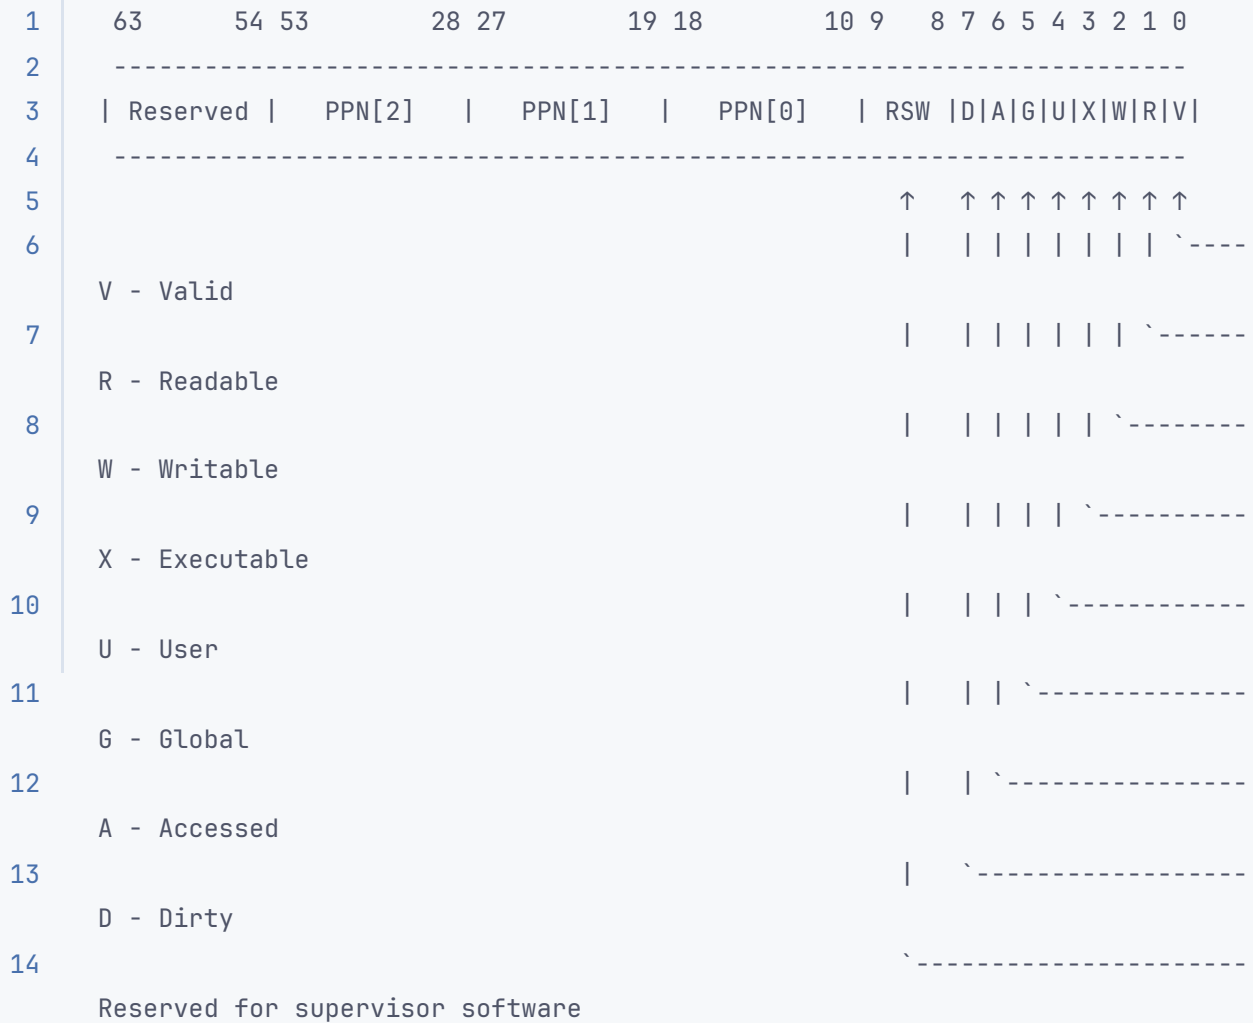 1      63      54 53        28 27        19 18        10 9   8 7 6 5 4 3 2 1 0
2      -----------------------------------------------------------------------
3     | Reserved |   PPN[2]   |   PPN[1]   |   PPN[0]   | RSW |D|A|G|U|X|W|R|V|
4      -----------------------------------------------------------------------
5                                                          ↑   ↑ ↑ ↑ ↑ ↑ ↑ ↑ ↑
6                                                          |   | | | | | | | `----
      V - Valid
7                                                          |   | | | | | | `------
      R - Readable
8                                                          |   | | | | | `--------
      W - Writable
9                                                          |   | | | | `----------
      X - Executable
10                                                         |   | | | `------------
      U - User
11                                                         |   | | `--------------
      G - Global
12                                                         |   | `----------------
      A - Accessed
13                                                         |   `------------------
      D - Dirty
14                                                         `----------------------
      Reserved for supervisor software